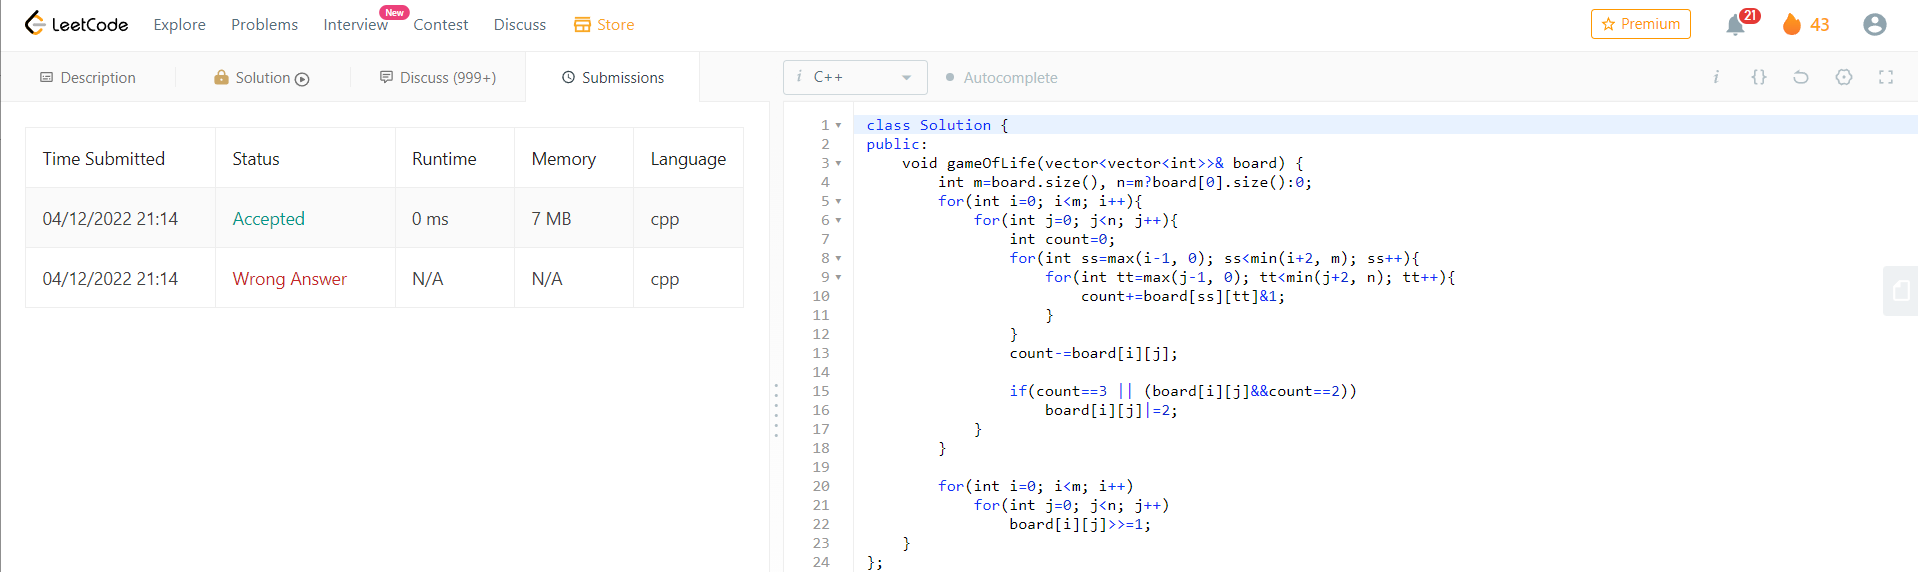 LeetCode Explore Problems Interview New Contest Discuss Store Premium 21 43
Description Solution Discuss (999+) Submissions
Time Submitted Status Runtime Memory Language
04/12/2022 21:14 Accepted 0 ms 7 MB cpp
04/12/2022 21:14 Wrong Answer N/A N/A cpp
i C++ Autocomplete i {}
1 class Solution {
2 public:
3     void gameOfLife(vector<vector<int>>& board) {
4         int m=board.size(), n=m?board[0].size():0;
5         for(int i=0; i<m; i++){
6             for(int j=0; j<n; j++){
7                 int count=0;
8                 for(int ss=max(i-1, 0); ss<min(i+2, m); ss++){
9                     for(int tt=max(j-1, 0); tt<min(j+2, n); tt++){
10                         count+=board[ss][tt]&1;
11                     }
12                 }
13                 count-=board[i][j];
14
15                 if(count==3 || (board[i][j]&&count==2))
16                     board[i][j]|=2;
17             }
18         }
19
20         for(int i=0; i<m; i++)
21             for(int j=0; j<n; j++)
22                 board[i][j]>>=1;
23     }
24 };